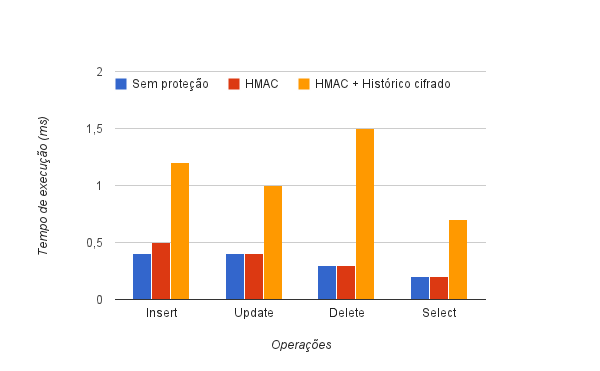 2
Sem proteção HMAC HMAC + Histórico cifrado
1,5
1
0,5
0
Tempo de execução (ms)
Insert Update Delete Select
Operações